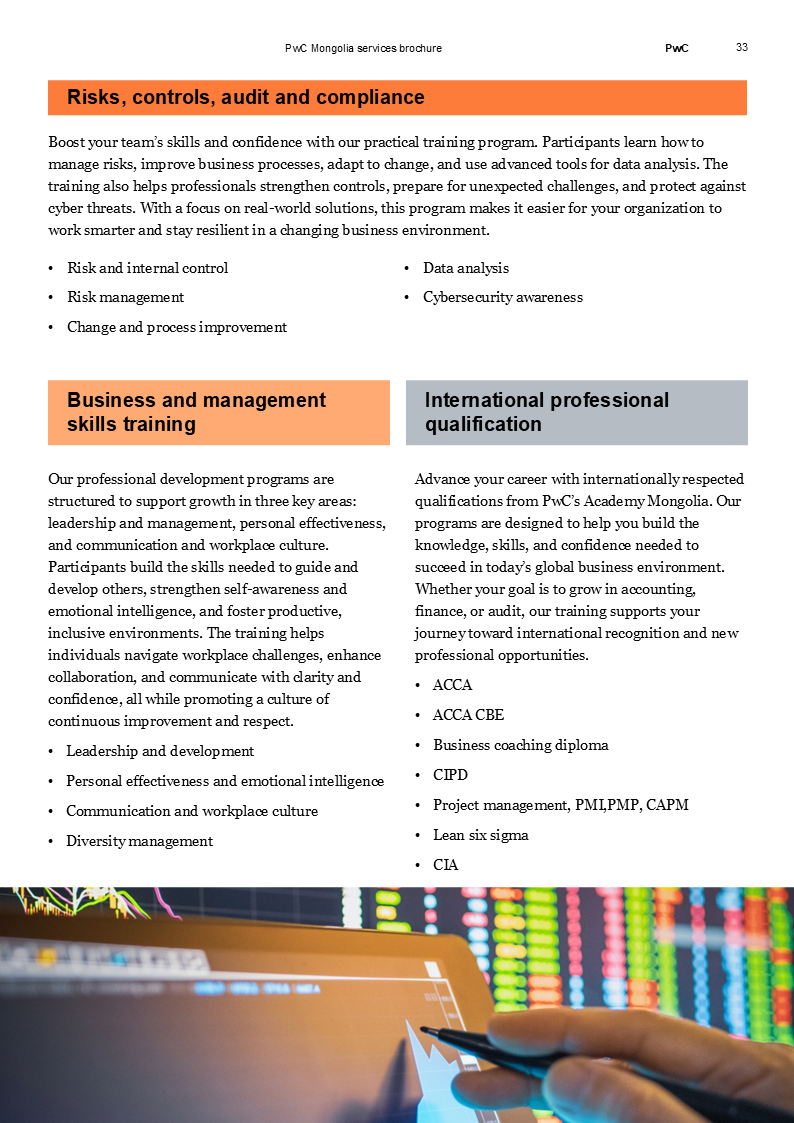 PwC Mongolia services brochure
PwC
33
Risks, controls, audit and compliance
Boost your team's skills and confidence with our practical training program. Participants learn how to
manage risks, improve business processes, adapt to change, and use advanced tools for data analysis. The
training also helps professionals strengthen controls, prepare for unexpected challenges, and protect against
cyber threats. With a focus on real-world solutions, this program makes it easier for your organization to
work smarter and stay resilient in a changing business environment.
• Risk and internal control
• Risk management
• Change and process improvement
• Data analysis
• Cybersecurity awareness
Business and management
skills training
Our professional development programs are
structured to support growth in three key areas:
leadership and management, personal effectiveness,
and communication and workplace culture.
Participants build the skills needed to guide and
develop others, strengthen self-awareness and
emotional intelligence, and foster productive,
inclusive environments. The training helps
individuals navigate workplace challenges, enhance
collaboration, and communicate with clarity and
confidence, all while promoting a culture of
continuous improvement and respect.
• Leadership and development
• Personal effectiveness and emotional intelligence
• Communication and workplace culture
• Diversity management
International professional
qualification
Advance your career with internationally respected
qualifications from PwC's Academy Mongolia. Our
programs are designed to help you build the
knowledge, skills, and confidence needed to
succeed in today's global business environment.
Whether your goal is to grow in accounting,
finance, or audit, our training supports your
journey toward international recognition and new
professional opportunities.
• ACCA
• ACCA CBE
• Business coaching diploma
• CIPD
• Project management, PMI,PMP, CAPM
• Lean six sigma
• CIA